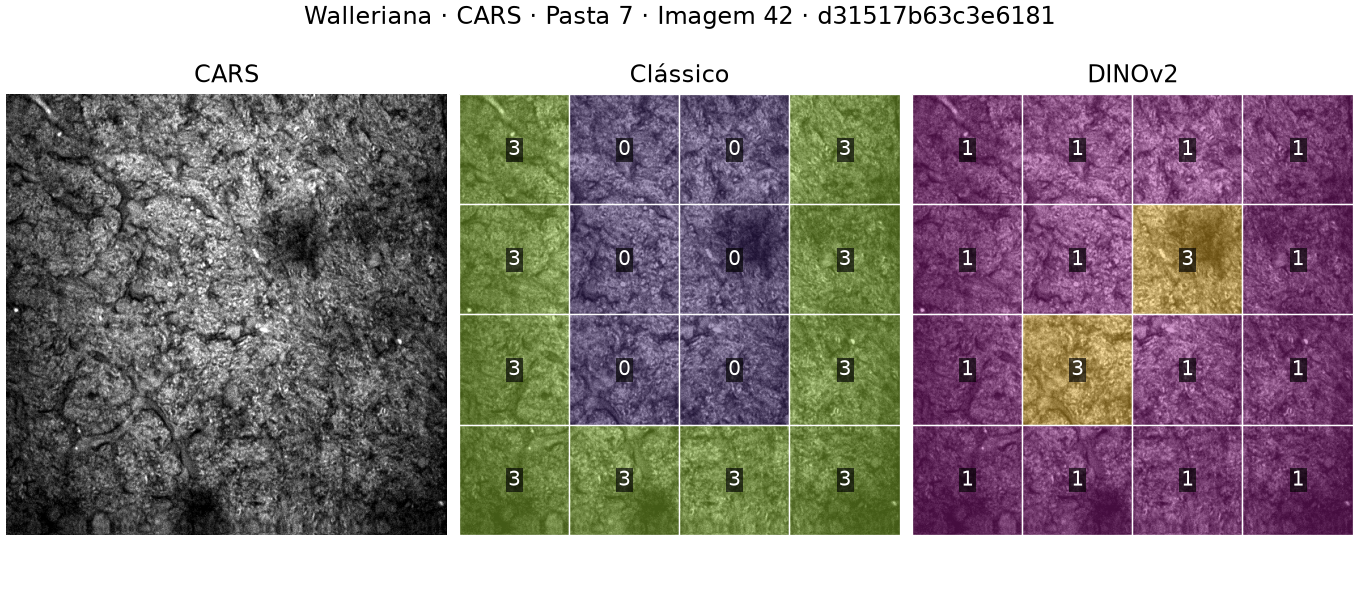 Walleriana · CARS · Pasta 7 · Imagem 42 · d31517b63c3e6181
CARS
Clássico
DINOv2
3 0 0 3
3 0 0 3
3 0 0 3
3 3 3 3
1 1 1 1
1 1 3 1
1 3 1 1
1 1 1 1